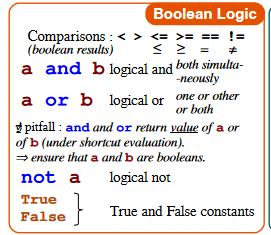 Boolean Logic
Comparisons : < > <= >= == != 
(boolean results) ≤ ≥ = ≠
a and b logical and both simulta-
-neously
a or b logical or one or other
or both
pitfall : and and or return value of a or
of b (under shortcut evaluation).
⇒ ensure that a and b are booleans.
not a logical not
True
False
True and False constants